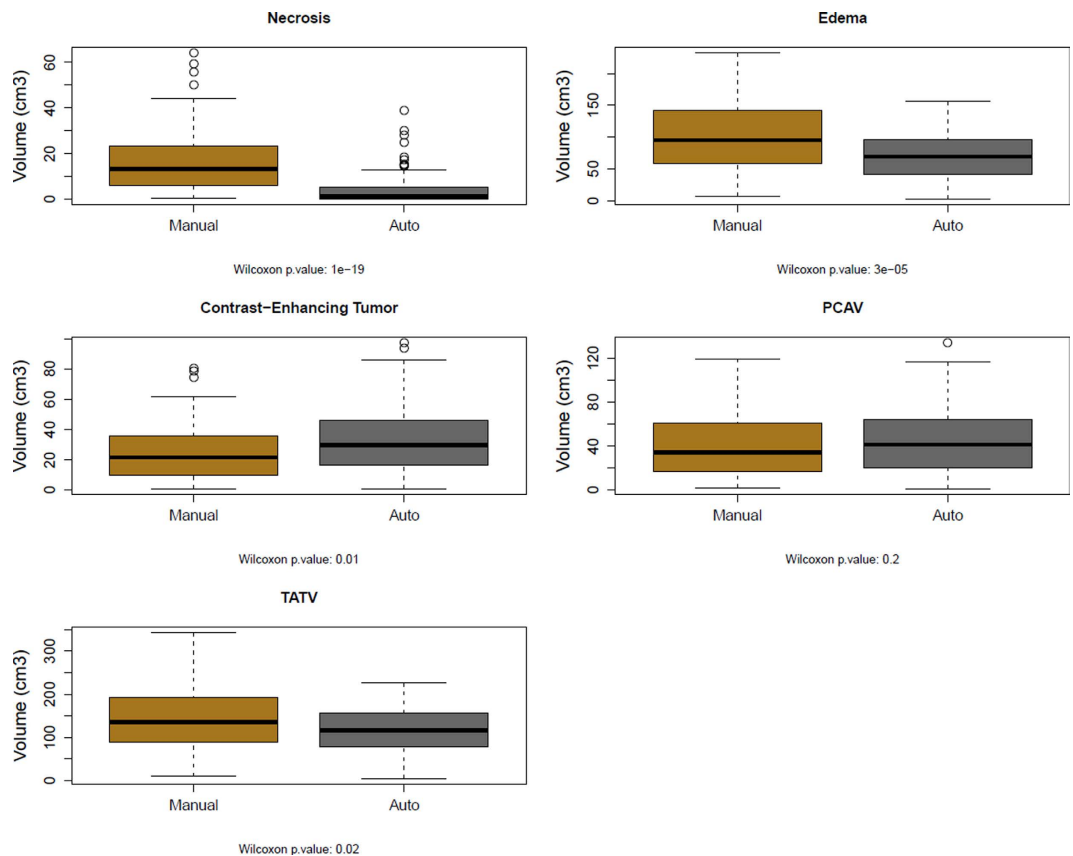 Necrosis
Volume (cm3)
0
20
40
60
Manual
Auto
Wilcoxon p.value: 1e−19
Edema
Volume (cm3)
0
50
150
Manual
Auto
Wilcoxon p.value: 3e−05
Contrast−Enhancing Tumor
Volume (cm3)
0
20
40
60
80
Manual
Auto
Wilcoxon p.value: 0.01
PCAV
Volume (cm3)
0
40
80
120
Manual
Auto
Wilcoxon p.value: 0.2
TATV
Volume (cm3)
0
100
200
300
Manual
Auto
Wilcoxon p.value: 0.02